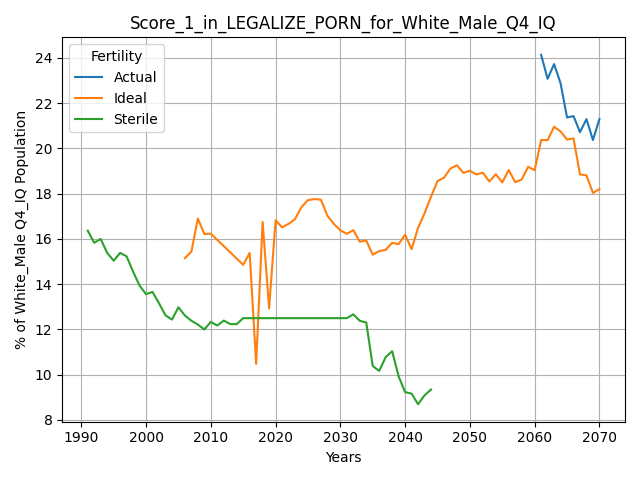 Score_1_in_LEGALIZE_PORN_for_White_Male_Q4_IQ
% of White_Male Q4_IQ Population
24
22
20
18
16
14
12
10
8
Fertility
Actual
Ideal
Sterile
1990 2000 2010 2020 2030 2040 2050 2060 2070
Years